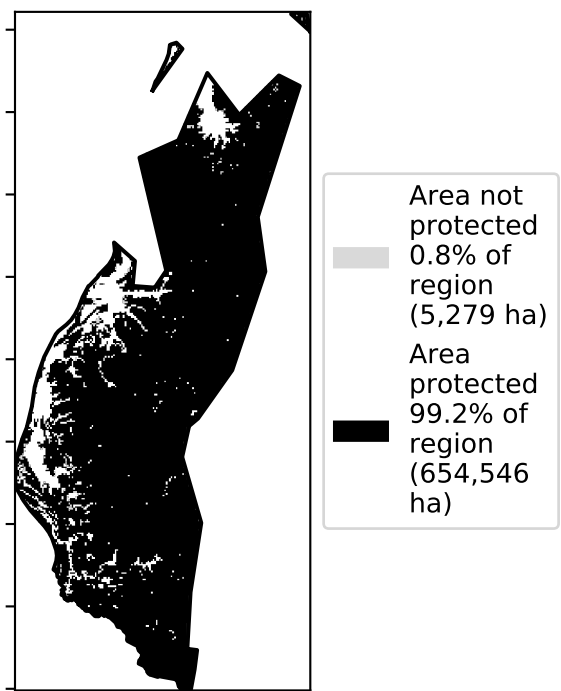 Area not
protected
0.8% of
region
(5,279 ha)
Area
protected
99.2% of
region
(654,546
ha)